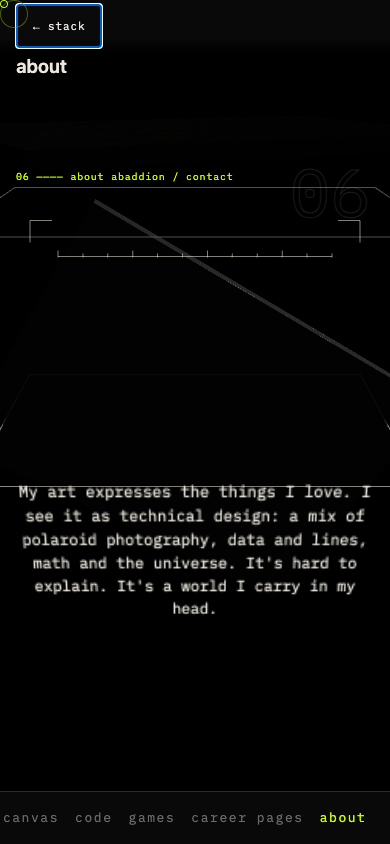 ← stack
about
06 —— about abaddion / contact
06
My art expresses the things I love. I
see it as technical design: a mix of
polaroid photography, data and lines,
math and the universe. It's hard to
explain. It's a world I carry in my
head.
canvas code games career pages about